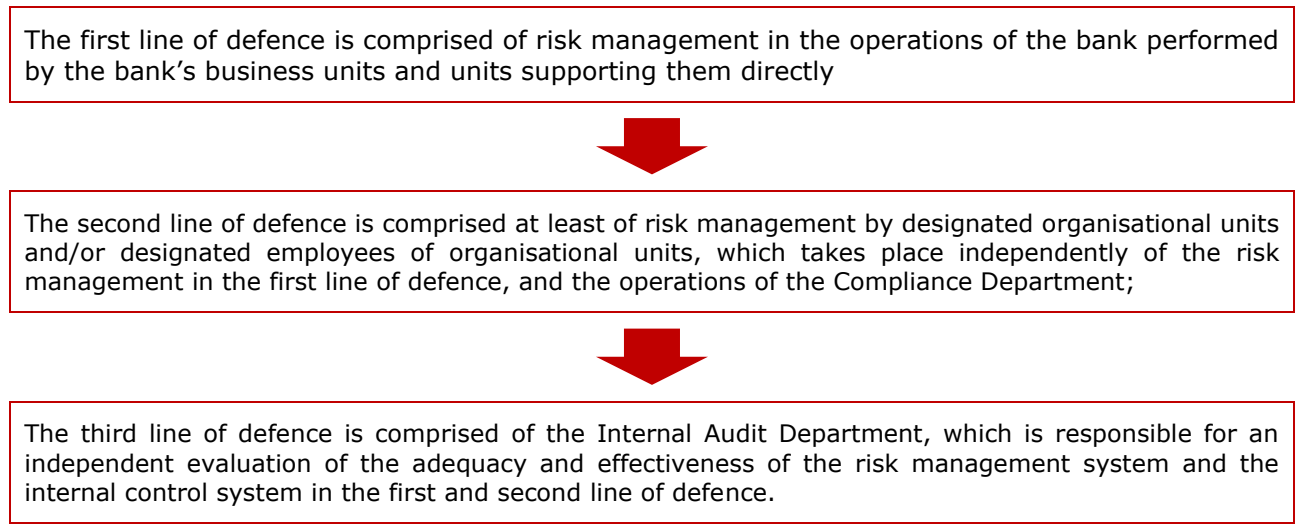 The first line of defence is comprised of risk management in the operations of the bank performed
by the bank's business units and units supporting them directly
The second line of defence is comprised at least of risk management by designated organisational units
and/or designated employees of organisational units, which takes place independently of the risk
management in the first line of defence, and the operations of the Compliance Department;
The third line of defence is comprised of the Internal Audit Department, which is responsible for an
independent evaluation of the adequacy and effectiveness of the risk management system and the
internal control system in the first and second line of defence.